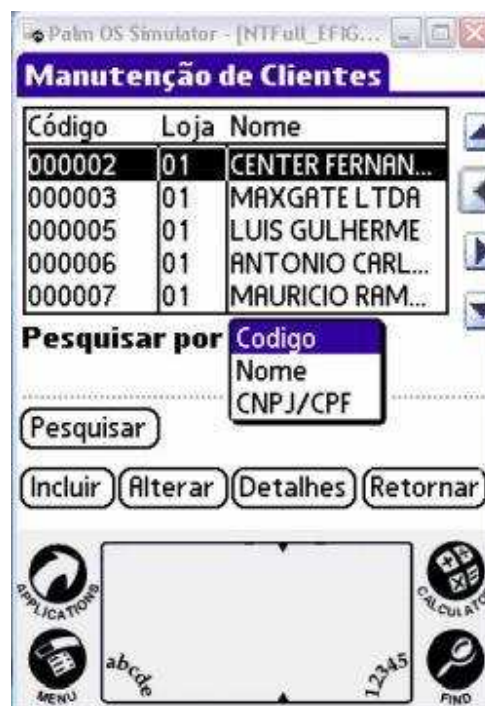 Palm OS Simulator - [NTFull_EFIG...
Manutenção de Clientes
Código Loja Nome
000002 01 CENTER FERNAN...
000003 01 MAXGATE LTDA
000005 01 LUIS GULHERME
000006 01 ANTONIO CARL...
000007 01 MAURICIO RAM...
Pesquisar por Codigo
Nome
CNPJ/CPF
Pesquisar
Incluir Alterar Detalhes Retornar
APPLICATIONS CALCULATO
MENU abcde 12345 FIND